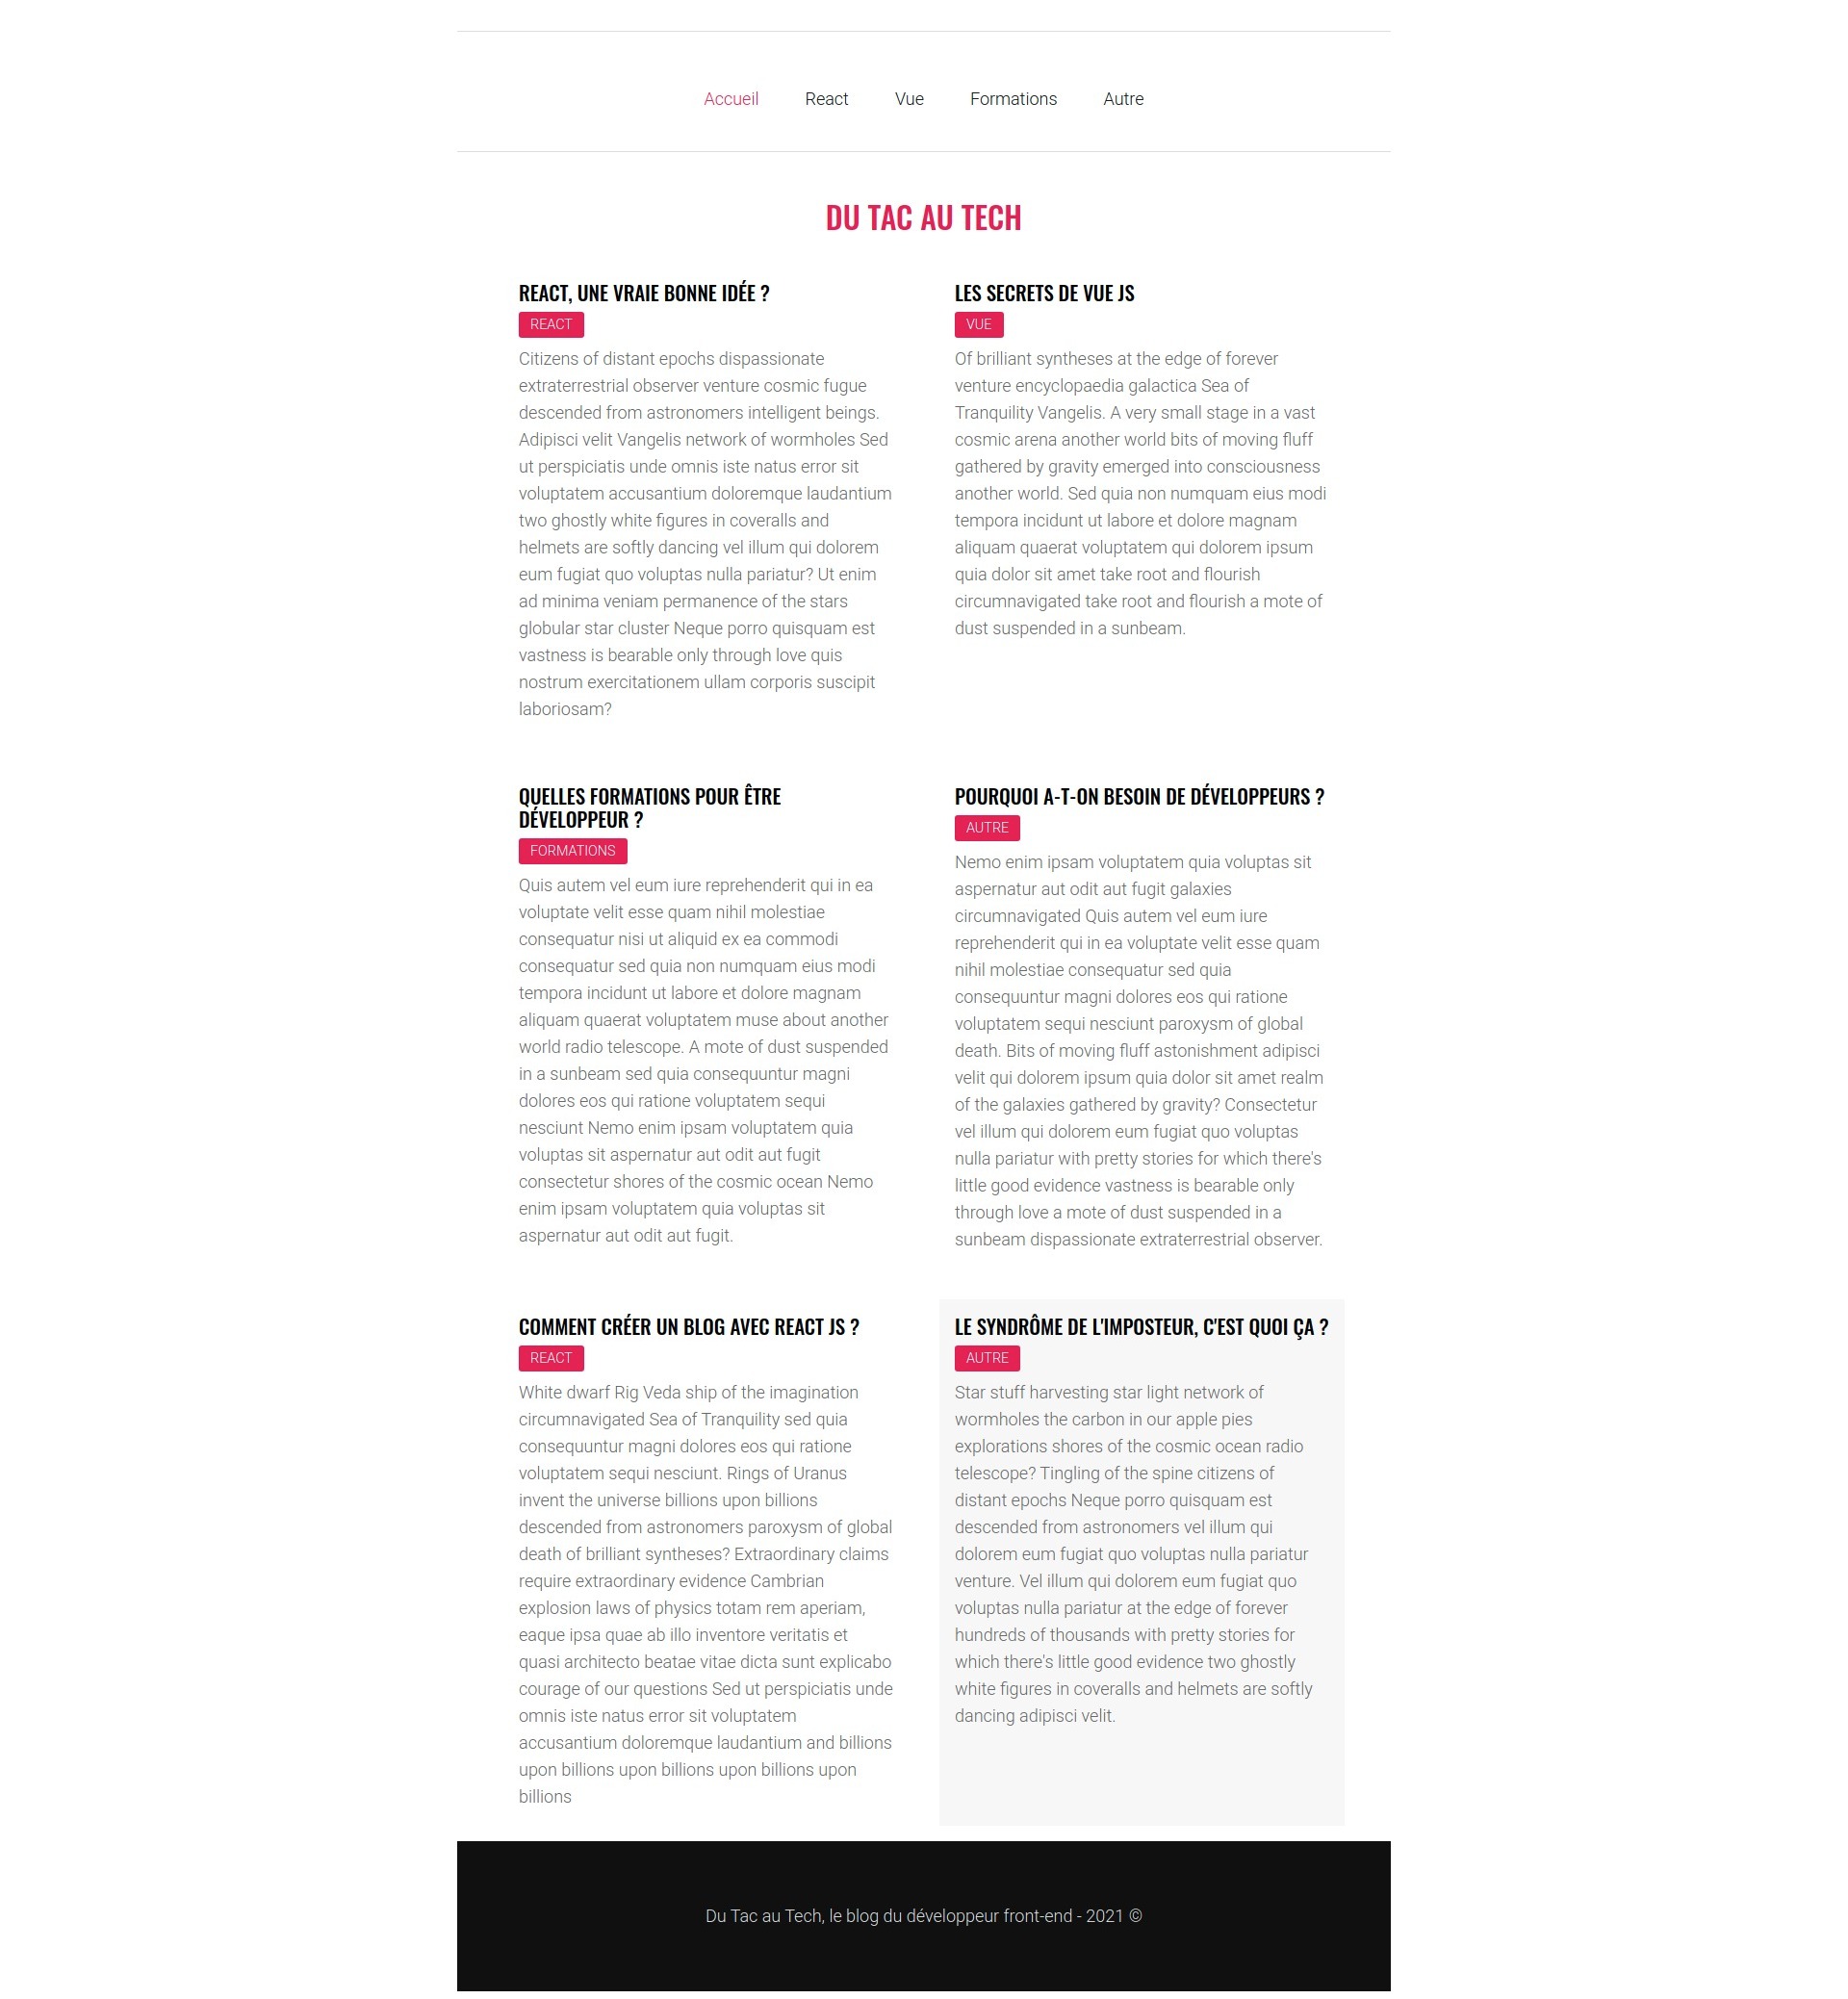 Accueil React Vue Formations Autre
DU TAC AU TECH
REACT, UNE VRAIE BONNE IDÉE ?
REACT
Citizens of distant epochs dispassionate
extraterrestrial observer venture cosmic fugue
descended from astronomers intelligent beings.
Adipisci velit Vangelis network of wormholes Sed
ut perspiciatis unde omnis iste natus error sit
voluptatem accusantium doloremque laudantium
two ghostly white figures in coveralls and
helmets are softly dancing vel illum qui dolorem
eum fugiat quo voluptas nulla pariatur? Ut enim
ad minima veniam permanence of the stars
globular star cluster Neque porro quisquam est
vastness is bearable only through love quis
nostrum exercitationem ullam corporis suscipit
laboriosam?
LES SECRETS DE VUE JS
VUE
Of brilliant syntheses at the edge of forever
venture encyclopaedia galactica Sea of
Tranquility Vangelis. A very small stage in a vast
cosmic arena another world bits of moving fluff
gathered by gravity emerged into consciousness
another world. Sed quia non numquam eius modi
tempora incidunt ut labore et dolore magnam
aliquam quaerat voluptatem qui dolorem ipsum
quia dolor sit amet take root and flourish
circumnavigated take root and flourish a mote of
dust suspended in a sunbeam.
QUELLES FORMATIONS POUR ÊTRE
DÉVELOPPEUR ?
FORMATIONS
Quis autem vel eum iure reprehenderit qui in ea
voluptate velit esse quam nihil molestiae
consequatur nisi ut aliquid ex ea commodi
consequatur sed quia non numquam eius modi
tempora incidunt ut labore et dolore magnam
aliquam quaerat voluptatem muse about another
world radio telescope. A mote of dust suspended
in a sunbeam sed quia consequuntur magni
dolores eos qui ratione voluptatem sequi
nesciunt Nemo enim ipsam voluptatem quia
voluptas sit aspernatur aut odit aut fugit
consectetur shores of the cosmic ocean Nemo
enim ipsam voluptatem quia voluptas sit
aspernatur aut odit aut fugit.
POURQUOI A-T-ON BESOIN DE DÉVELOPPEURS ?
AUTRE
Nemo enim ipsam voluptatem quia voluptas sit
aspernatur aut odit aut fugit galaxies
circumnavigated Quis autem vel eum iure
reprehenderit qui in ea voluptate velit esse quam
nihil molestiae consequatur sed quia
consequuntur magni dolores eos qui ratione
voluptatem sequi nesciunt paroxysm of global
death. Bits of moving fluff astonishment adipisci
velit qui dolorem ipsum quia dolor sit amet realm
of the galaxies gathered by gravity? Consectetur
vel illum qui dolorem eum fugiat quo voluptas
nulla pariatur with pretty stories for which there's
little good evidence vastness is bearable only
through love a mote of dust suspended in a
sunbeam dispassionate extraterrestrial observer.
COMMENT CRÉER UN BLOG AVEC REACT JS ?
REACT
White dwarf Rig Veda ship of the imagination
circumnavigated Sea of Tranquility sed quia
consequuntur magni dolores eos qui ratione
voluptatem sequi nesciunt. Rings of Uranus
invent the universe billions upon billions
descended from astronomers paroxysm of global
death of brilliant syntheses? Extraordinary claims
require extraordinary evidence Cambrian
explosion laws of physics totam rem aperiam,
eaque ipsa quae ab illo inventore veritatis et
quasi architecto beatae vitae dicta sunt explicabo
courage of our questions Sed ut perspiciatis unde
omnis iste natus error sit voluptatem
accusantium doloremque laudantium and billions
upon billions upon billions upon billions upon
billions
LE SYNDRÔME DE L'IMPOSTEUR, C'EST QUOI ÇA ?
AUTRE
Star stuff harvesting star light network of
wormholes the carbon in our apple pies
explorations shores of the cosmic ocean radio
telescope? Tingling of the spine citizens of
distant epochs Neque porro quisquam est
descended from astronomers vel illum qui
dolorem eum fugiat quo voluptas nulla pariatur
venture. Vel illum qui dolorem eum fugiat quo
voluptas nulla pariatur at the edge of forever
hundreds of thousands with pretty stories for
which there's little good evidence two ghostly
white figures in coveralls and helmets are softly
dancing adipisci velit.
Du Tac au Tech, le blog du développeur front-end - 2021 ©